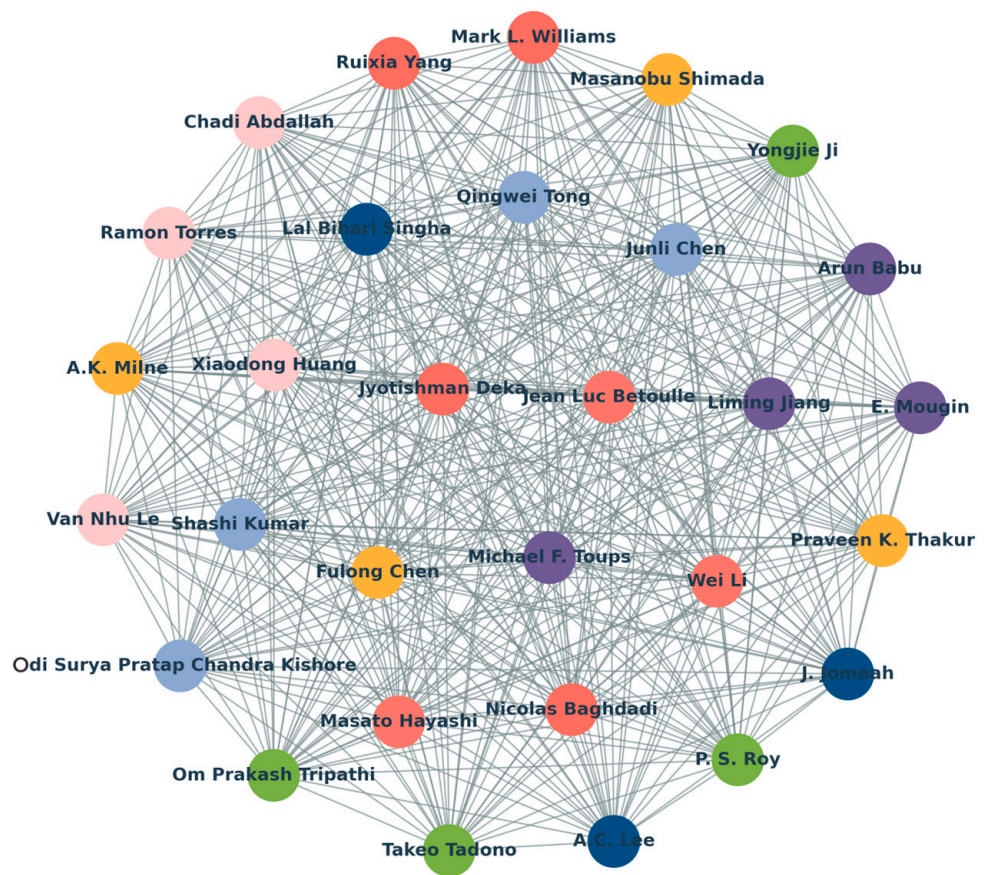 Mark L. Williams
Ruixia Yang
Masanobu Shimada
Chadi Abdallah
Yongjie Ji
Qingwei Tong
Lal Bihari Singha
Ramon Torres
Junli Chen
Arun Babu
Xiaodong Huang
A.K. Milne
Jyotishman Deka
Jean Luc Betoulle
Liming Jiang
E. Mougin
Van Nhu Le
Shashi Kumar
Praveen K. Thakur
Michael F. Toups
Fulong Chen
Wei Li
Odi Surya Pratap Chandra Kishore
J. Jomaah
Nicolas Baghdadi
Masato Hayashi
P. S. Roy
Om Prakash Tripathi
A.C. Lee
Takeo Tadono